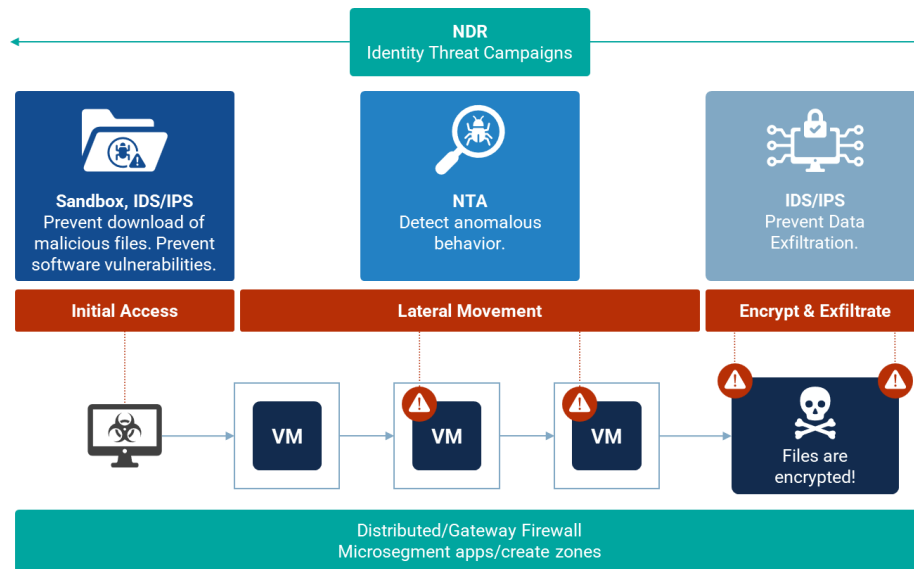 NDR
Identity Threat Campaigns
Sandbox, IDS/IPS
Prevent download of
malicious files. Prevent
software vulnerabilities.
NTA
Detect anomalous
behavior.
IDS/IPS
Prevent Data
Exfiltration.
Initial Access
Lateral Movement
Encrypt & Exfiltrate
VM
VM
VM
Files are
encrypted!
Distributed/Gateway Firewall
Microsegment apps/create zones